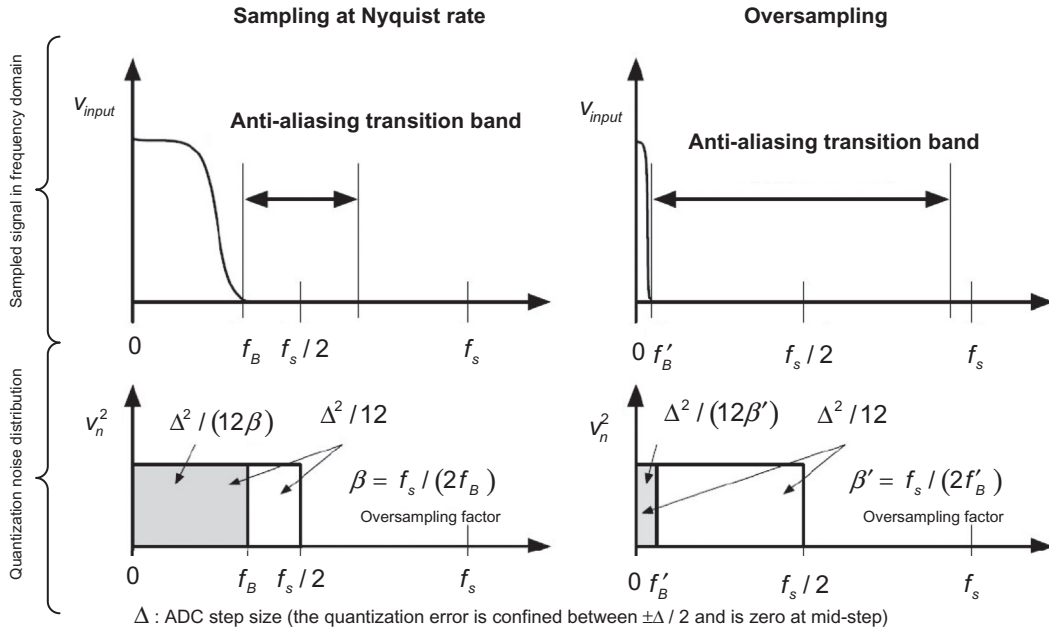 Sampling at Nyquist rate
Oversampling
Sampled signal in frequency domain
v_input
Anti-aliasing transition band
0
f_B
f_s / 2
f_s
v_input
Anti-aliasing transition band
0
f_B′
f_s / 2
f_s
Quantization noise distribution
v_n^2
Δ^2 / (12β)
Δ^2 / 12
β = f_s / (2f_B)
Oversampling factor
0
f_B
f_s / 2
f_s
v_n^2
Δ^2 / (12β′)
Δ^2 / 12
β′ = f_s / (2f_B′)
Oversampling factor
0
f_B′
f_s / 2
f_s
Δ : ADC step size (the quantization error is confined between ±Δ / 2 and is zero at mid-step)